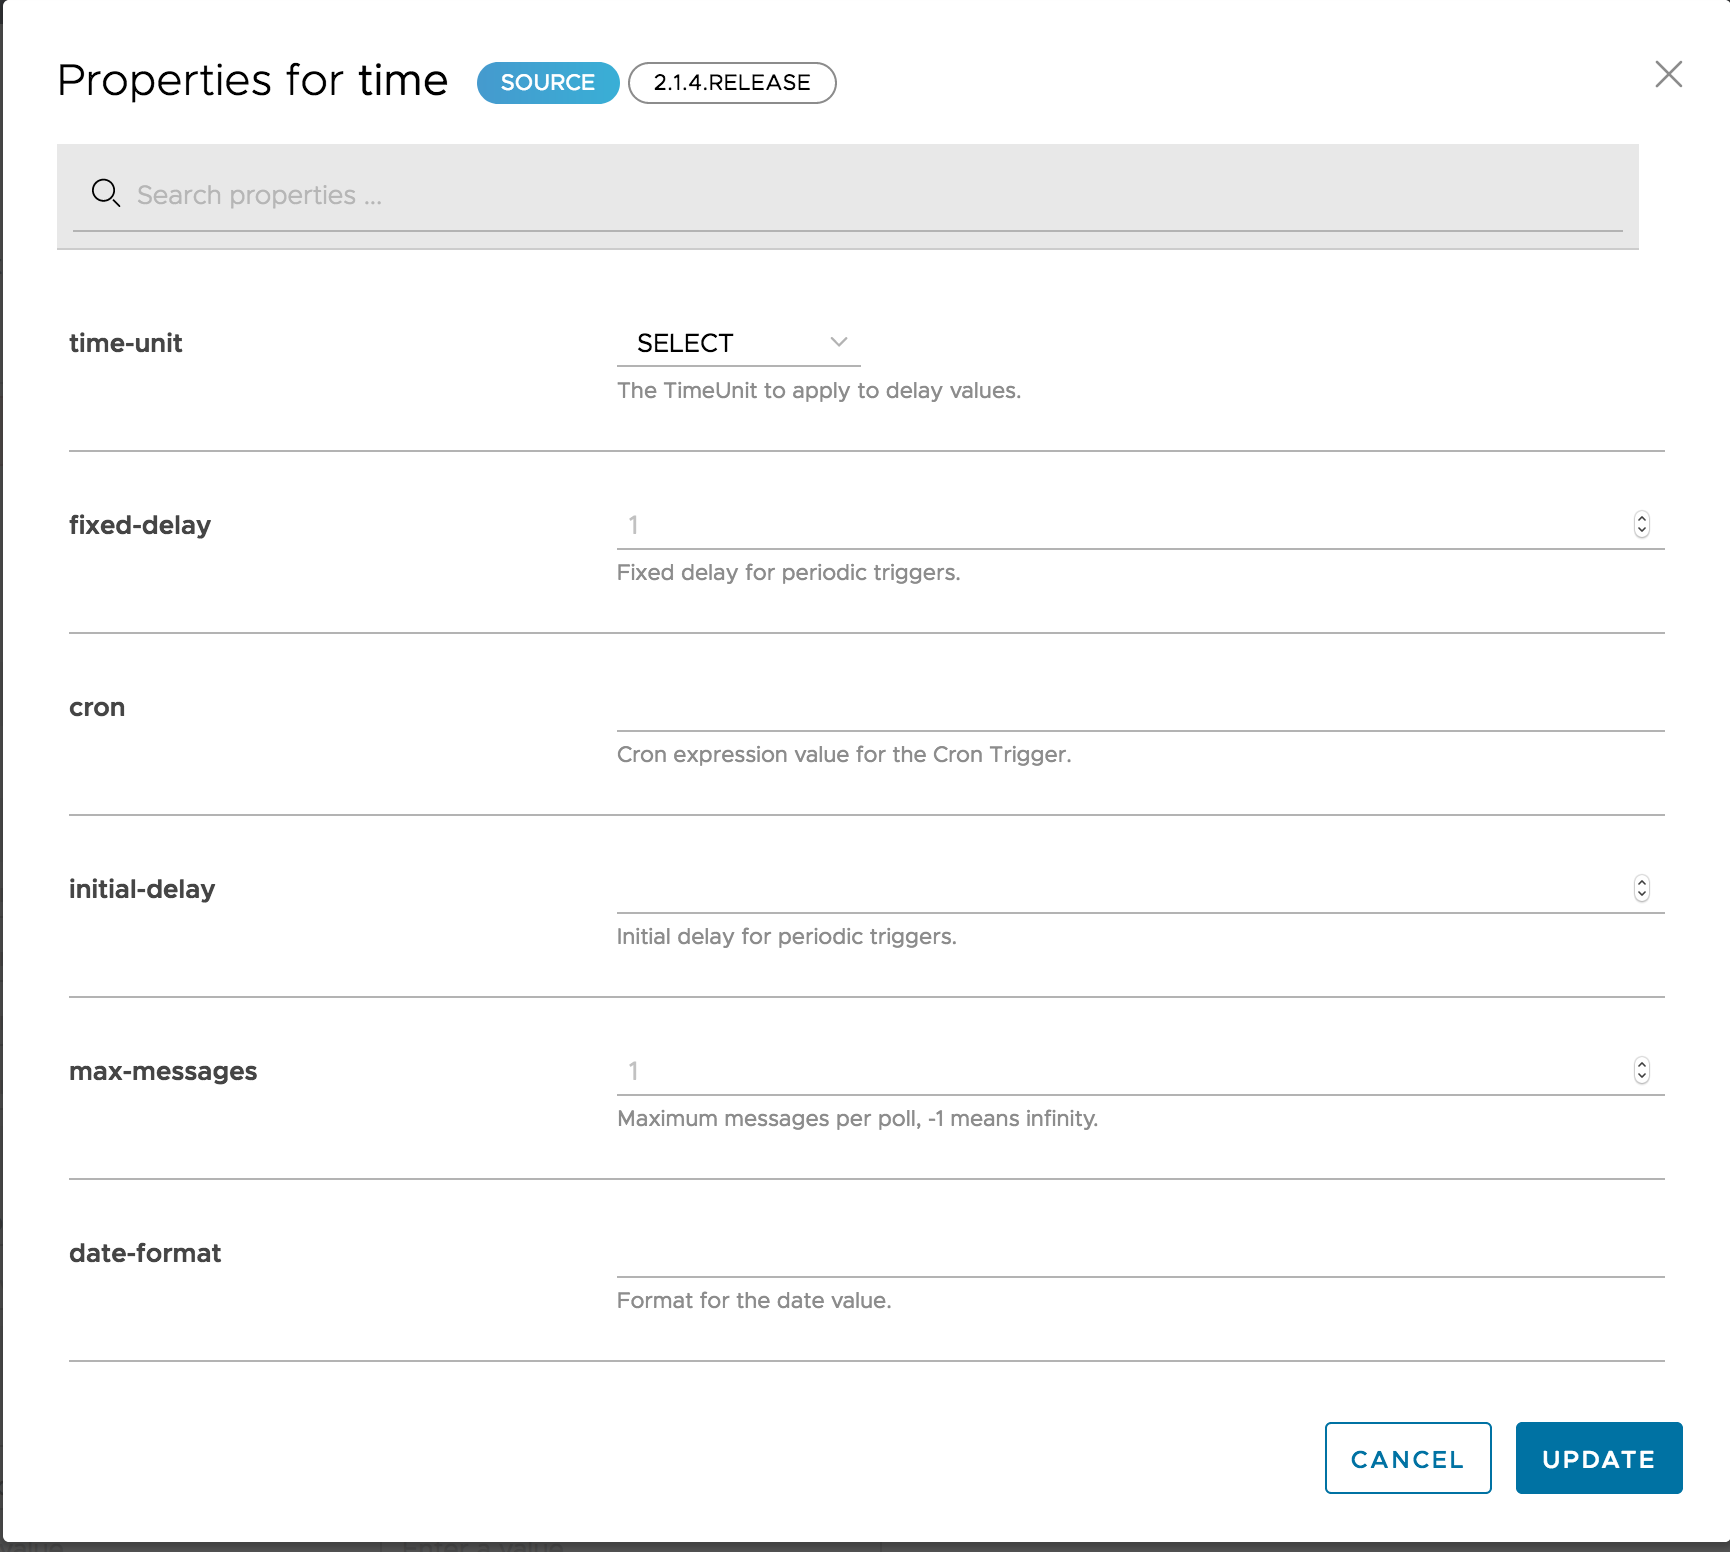 Properties for time SOURCE 2.1.4.RELEASE
Search properties ...
time-unit SELECT
The TimeUnit to apply to delay values.
fixed-delay 1
Fixed delay for periodic triggers.
cron
Cron expression value for the Cron Trigger.
initial-delay
Initial delay for periodic triggers.
max-messages 1
Maximum messages per poll, -1 means infinity.
date-format
Format for the date value.
CANCEL UPDATE
value Enter a value